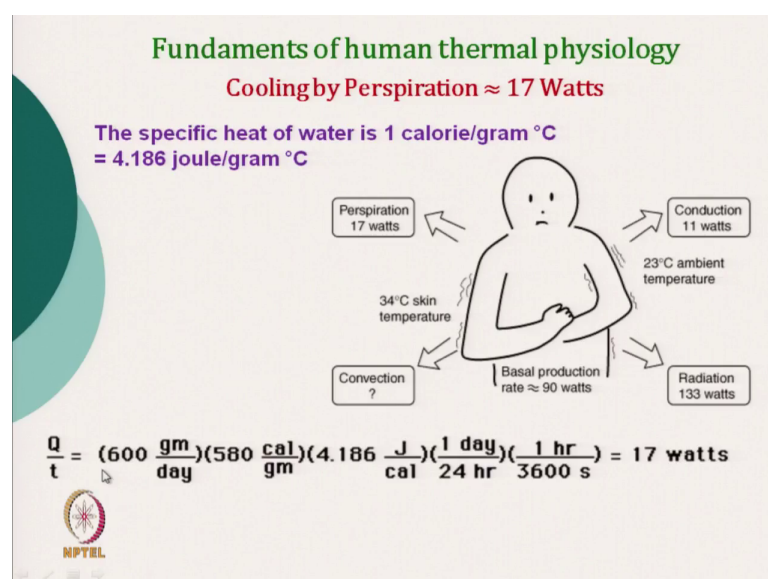 Fundaments of human thermal physiology
Cooling by Perspiration ≈ 17 Watts
The specific heat of water is 1 calorie/gram °C
= 4.186 joule/gram °C
Perspiration
17 watts
Conduction
11 watts
23°C ambient
temperature
34°C skin
temperature
Convection
?
Basal production
rate ≈ 90 watts
Radiation
133 watts
Q/t = (600 gm/day)(580 cal/gm)(4.186 J/cal)(1 day/24 hr)(1 hr/3600 s) = 17 watts
NPTEL